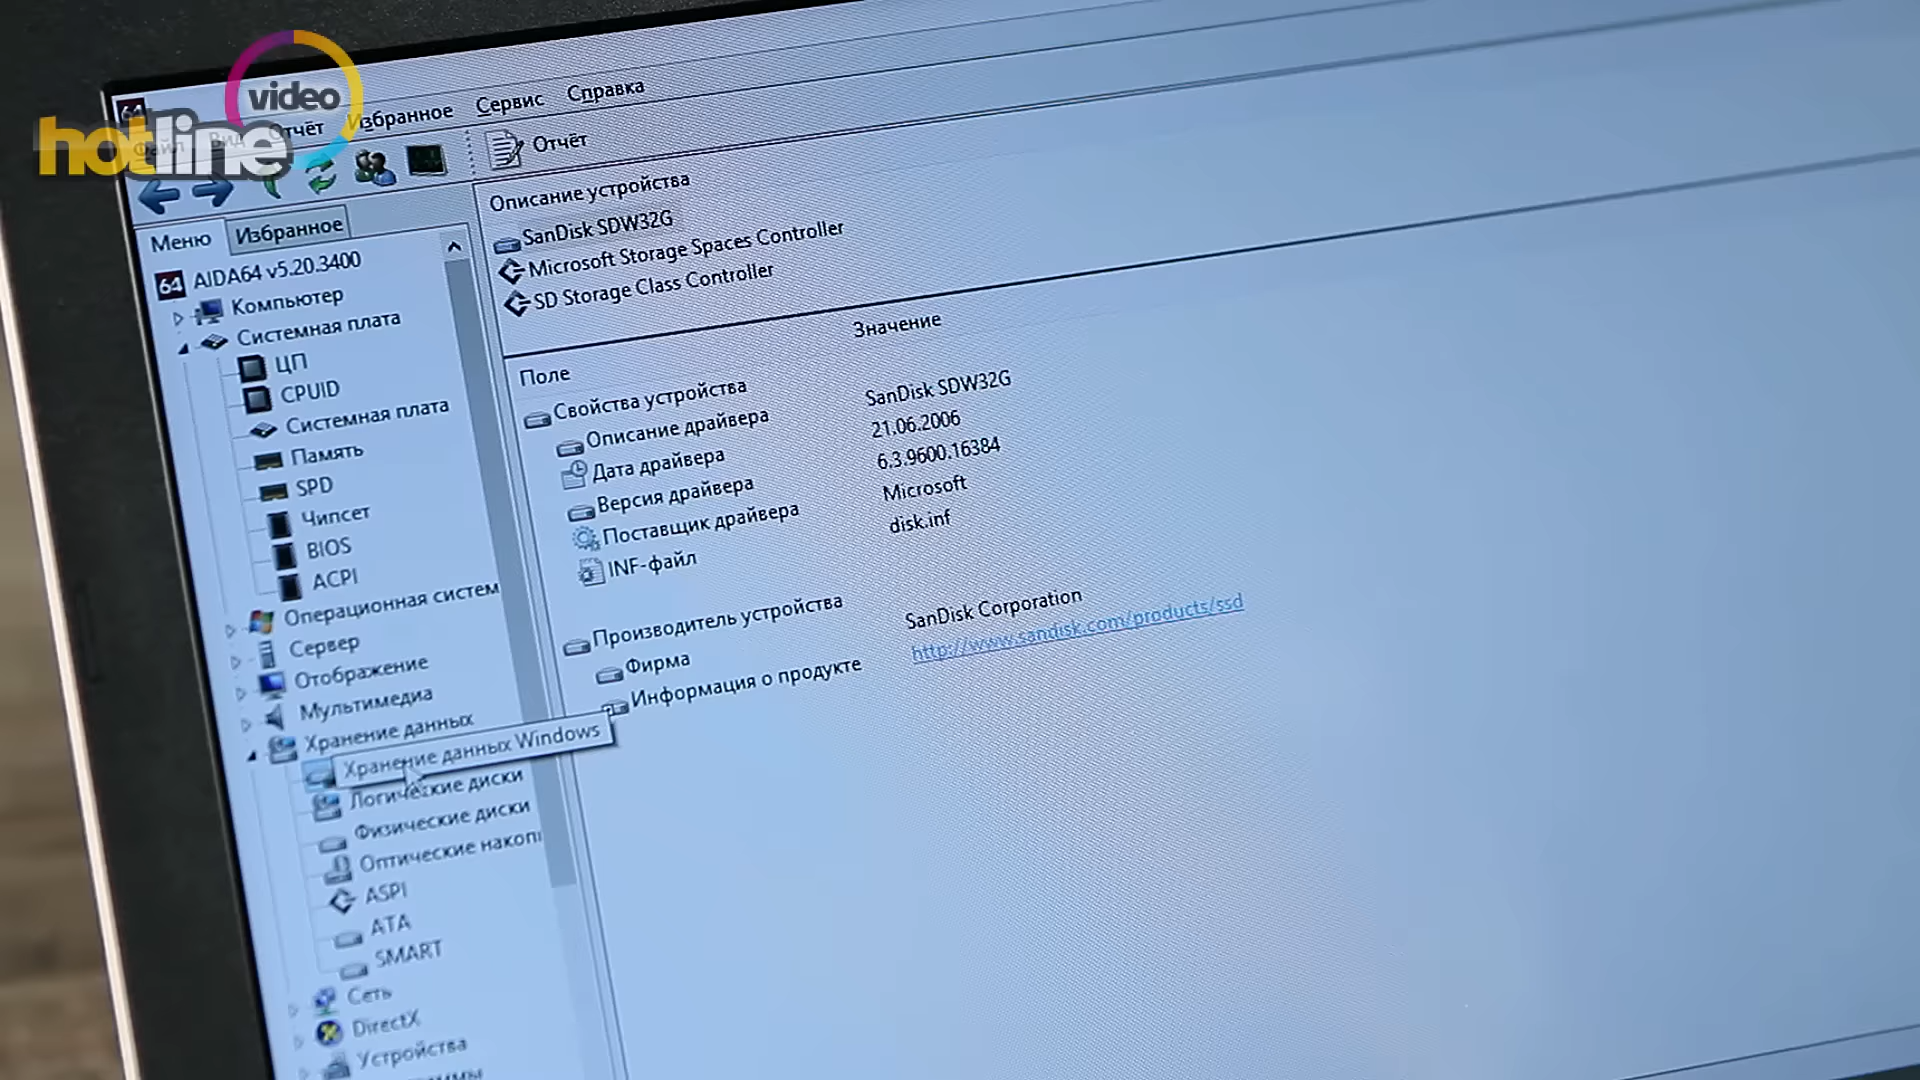 video
hotline
Файл Вид Отчёт Избранное Сервис Справка
Отчёт
Меню Избранное
AIDA64 v5.20.3400
Компьютер
Системная плата
ЦП
CPUID
Системная плата
Память
SPD
Чипсет
BIOS
ACPI
Операционная систем
Сервер
Отображение
Мультимедиа
Хранение данных
Хранение данных Windows
Логические диски
Физические диски
Оптические накоп
ASPI
ATA
SMART
Сеть
DirectX
Устройства
Описание устройства
SanDisk SDW32G
Microsoft Storage Spaces Controller
SD Storage Class Controller
Поле Значение
Свойства устройства
Описание драйвера SanDisk SDW32G
Дата драйвера 21.06.2006
Версия драйвера 6.3.9600.16384
Поставщик драйвера Microsoft
INF-файл disk.inf
Производитель устройства
Фирма SanDisk Corporation
Информация о продукте http://www.sandisk.com/products/ssd